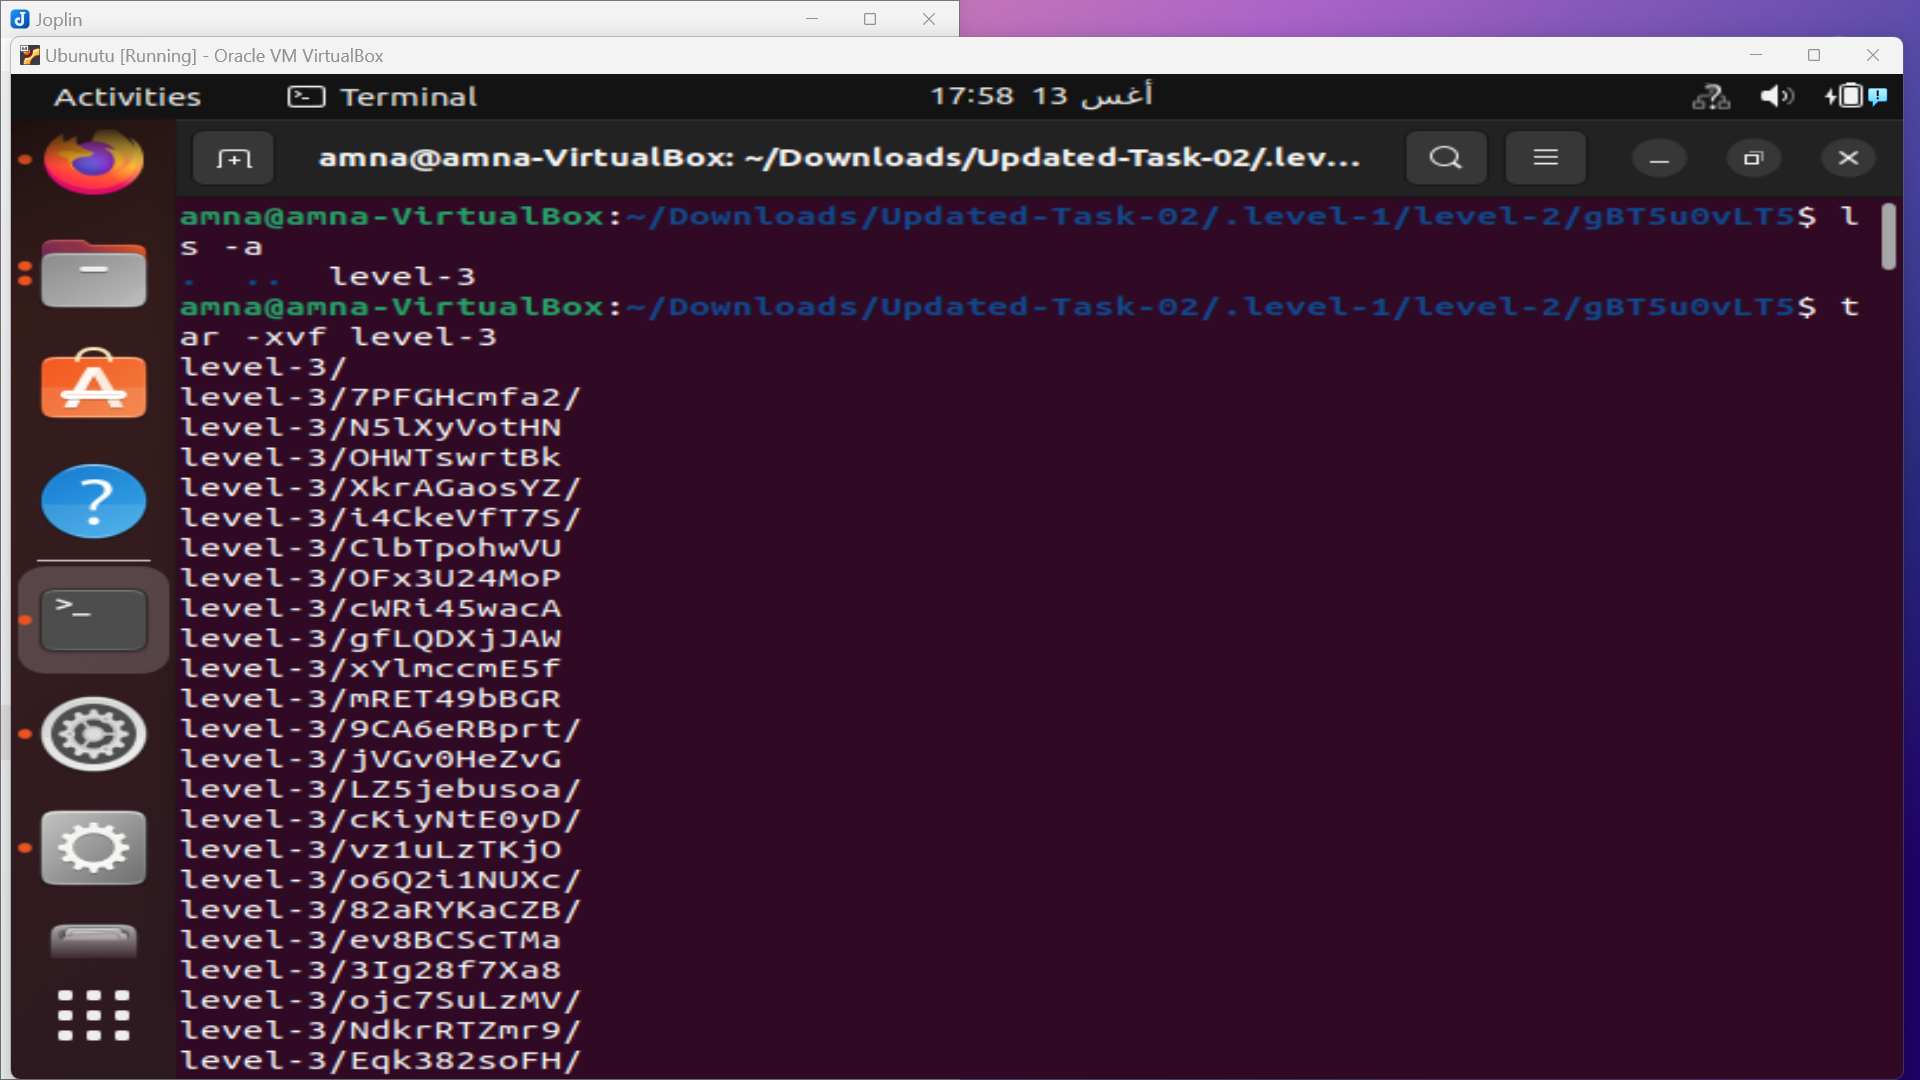 Joplin
Ubunutu [Running] - Oracle VM VirtualBox
Activities
Terminal
17:58 13 أغس
amna@amna-VirtualBox: ~/Downloads/Updated-Task-02/.lev...
amna@amna-VirtualBox:~/Downloads/Updated-Task-02/.level-1/level-2/gBT5u0vLT5$ l
s -a
. .. level-3
amna@amna-VirtualBox:~/Downloads/Updated-Task-02/.level-1/level-2/gBT5u0vLT5$ t
ar -xvf level-3
level-3/
level-3/7PFGHcmfa2/
level-3/N5lXyVotHN
level-3/OHWTswrtBk
level-3/XkrAGaosYZ/
level-3/i4CkeVfT7S/
level-3/ClbTpohwVU
level-3/OFx3U24MoP
level-3/cWRi45wacA
level-3/gfLQDXjJAW
level-3/xYlmccmE5f
level-3/mRET49bBGR
level-3/9CA6eRBprt/
level-3/jVGv0HeZvG
level-3/LZ5jebusoa/
level-3/cKiyNtE0yD/
level-3/vz1uLzTKjO
level-3/o6Q2i1NUXc/
level-3/82aRYKaCZB/
level-3/ev8BCScTMa
level-3/3Ig28f7Xa8
level-3/ojc7SuLzMV/
level-3/NdkrRTZmr9/
level-3/Eqk382soFH/